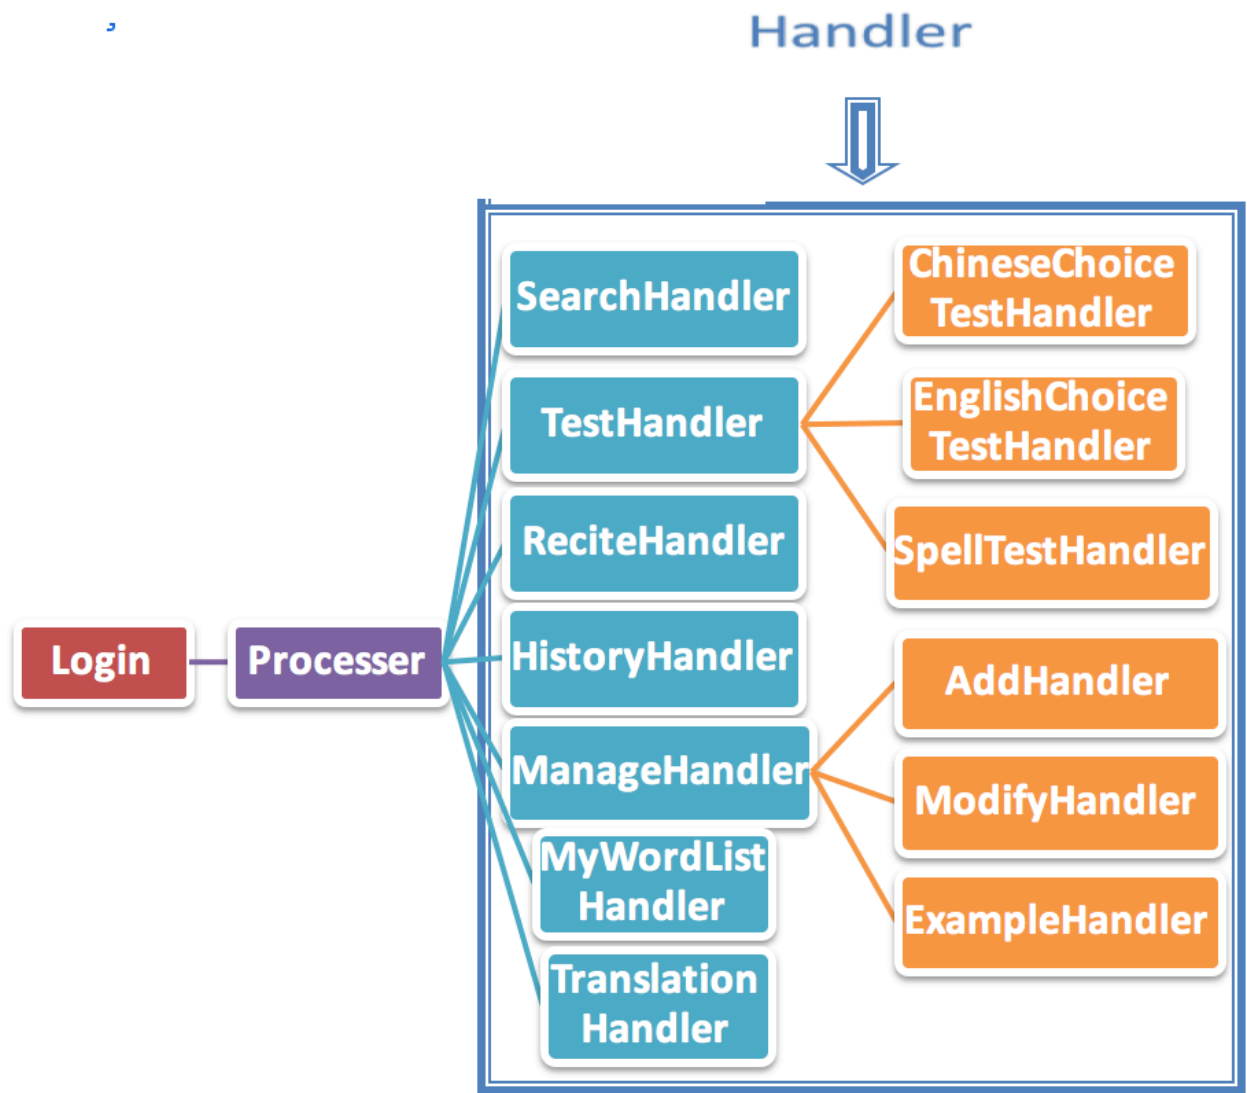 ,
Handler
SearchHandler
ChineseChoice
TestHandler
TestHandler
EnglishChoice
TestHandler
ReciteHandler
SpellTestHandler
Login
Processer
HistoryHandler
AddHandler
ManageHandler
ModifyHandler
MyWordList
Handler
ExampleHandler
Translation
Handler